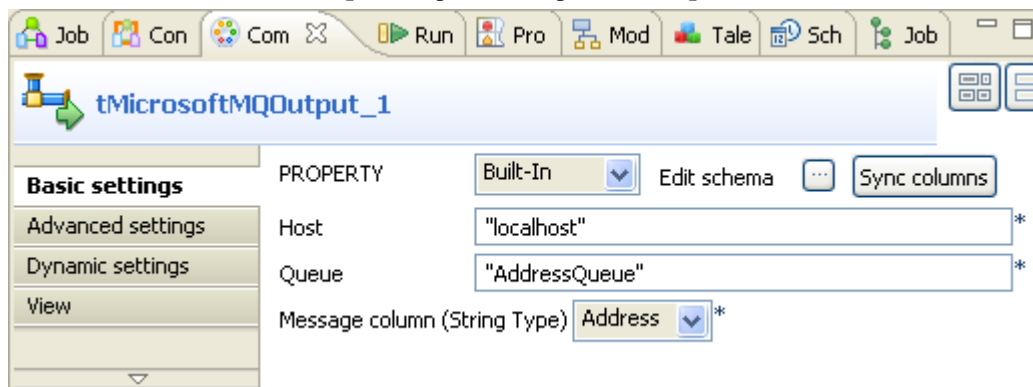 Job Con Com Run Pro Mod Tale Sch Job
tMicrosoftMQOutput_1
Basic settings
Advanced settings
Dynamic settings
View
PROPERTY Built-In Edit schema ... Sync columns
Host "localhost" *
Queue "AddressQueue" *
Message column (String Type) Address *